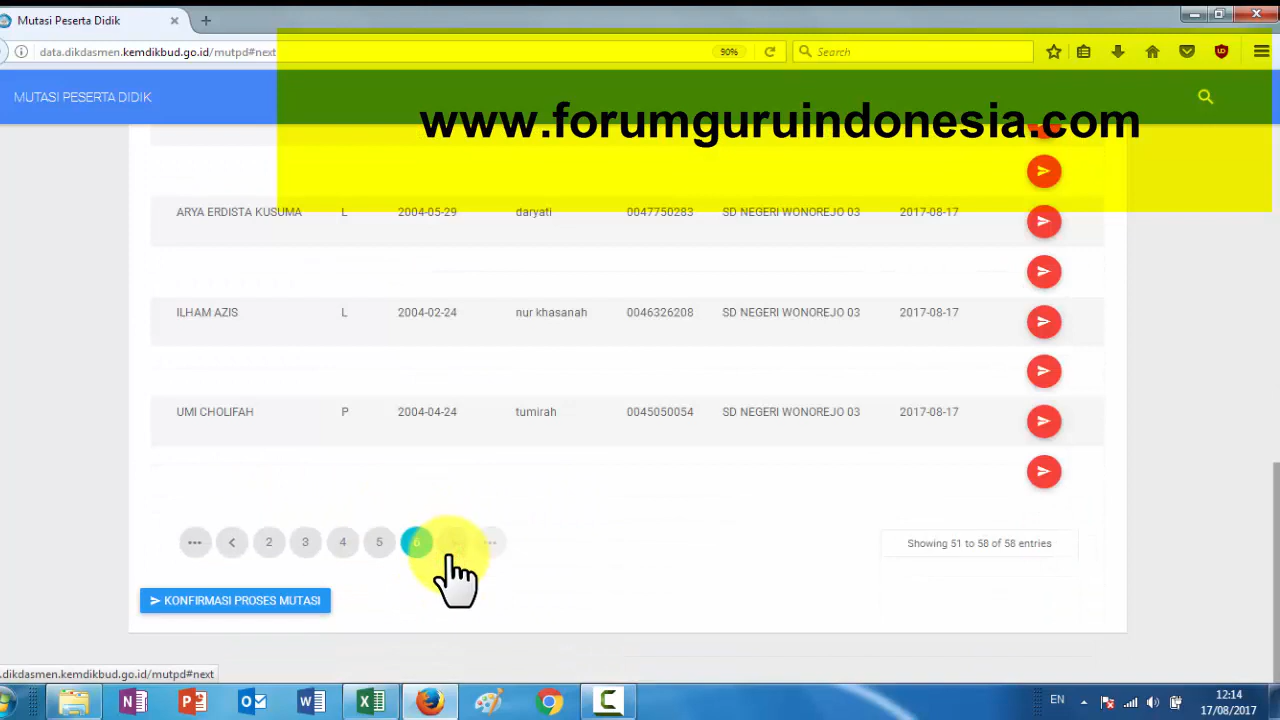 Mutasi Peserta Didik
data.dikdasmen.kemdikbud.go.id/mutpd#next
90%
Search
MUTASI PESERTA DIDIK
www.forumguruindonesia.com
ARYA ERDISTA KUSUMA L 2004-05-29 daryati 0047750283 SD NEGERI WONOREJO 03 2017-08-17
ILHAM AZIS L 2004-02-24 nur khasanah 0046326208 SD NEGERI WONOREJO 03 2017-08-17
UMI CHOLIFAH P 2004-04-24 tumirah 0045050054 SD NEGERI WONOREJO 03 2017-08-17
2 3 4 5 6
Showing 51 to 58 of 58 entries
KONFIRMASI PROSES MUTASI
.dikdasmen.kemdikbud.go.id/mutpd#next
EN
12:14
17/08/2017